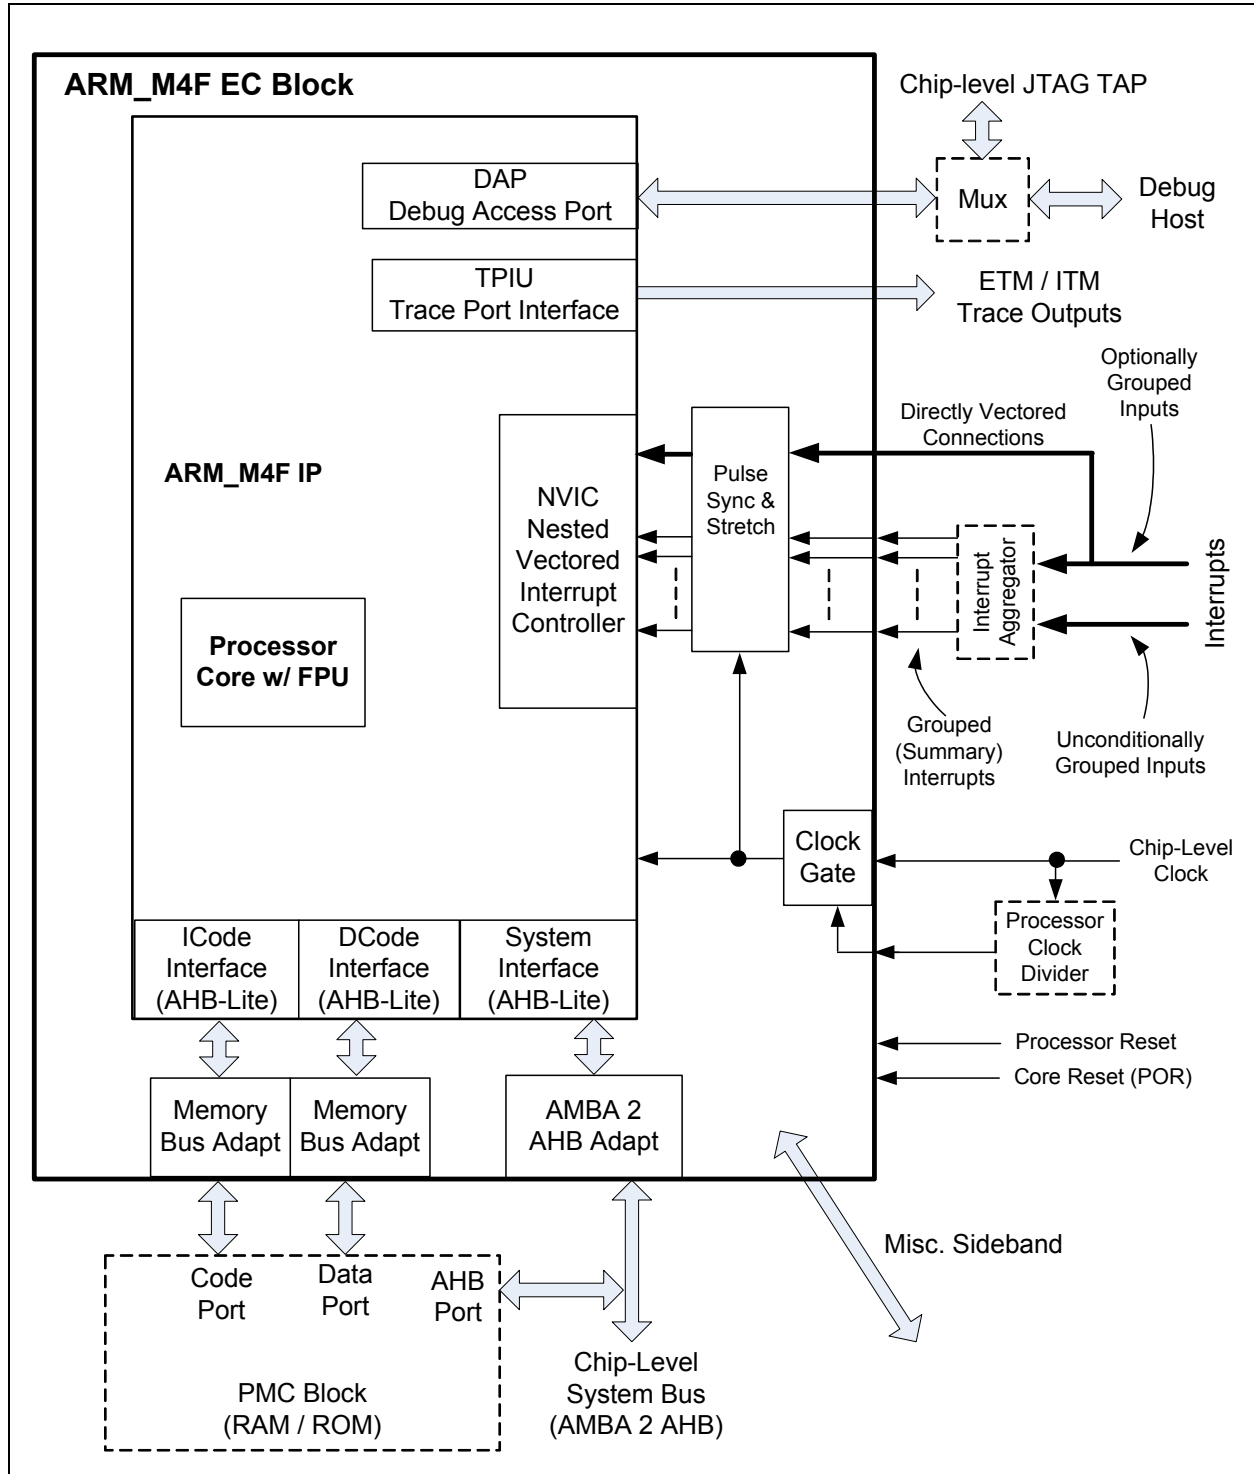 ARM_M4F EC Block
Chip-level JTAG TAP
DAP
Debug Access Port
Mux
Debug
Host
TPIU
Trace Port Interface
ETM / ITM
Trace Outputs
Optionally
Grouped
Inputs
Directly Vectored
Connections
ARM_M4F IP
NVIC
Nested
Vectored
Interrupt
Controller
Pulse
Sync &
Stretch
Interrupt
Aggregator
Interrupts
Processor
Core w/ FPU
Grouped
(Summary)
Interrupts
Unconditionally
Grouped Inputs
Clock
Gate
Chip-Level
Clock
Processor
Clock
Divider
ICode
Interface
(AHB-Lite)
DCode
Interface
(AHB-Lite)
System
Interface
(AHB-Lite)
Processor Reset
Core Reset (POR)
Memory
Bus Adapt
Memory
Bus Adapt
AMBA 2
AHB Adapt
Misc. Sideband
Code
Port
Data
Port
AHB
Port
PMC Block
(RAM / ROM)
Chip-Level
System Bus
(AMBA 2 AHB)